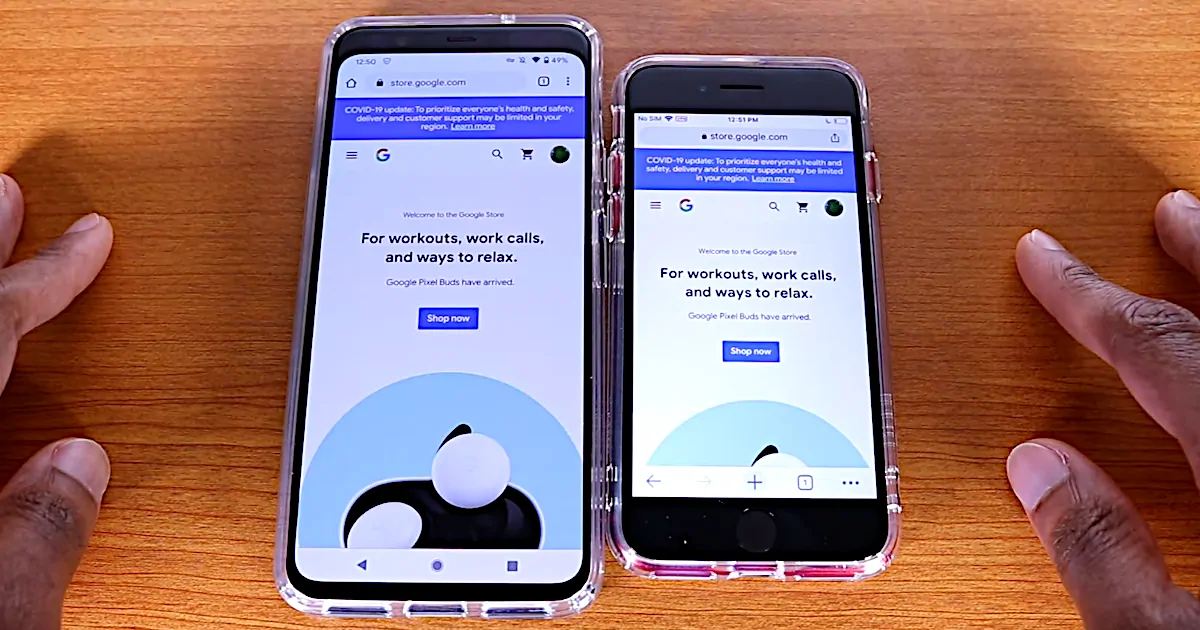 12:50
49%
store.google.com
1
COVID-19 update: To prioritize everyone's health and safety,
delivery and customer support may be limited in your
region. Learn more
G
Welcome to the Google Store
For workouts, work calls,
and ways to relax.
Google Pixel Buds have arrived.
Shop now
No SIM
12:51 PM
store.google.com
COVID-19 update: To prioritize everyone's health and
safety, delivery and customer support may be limited
in your region. Learn more
G
Welcome to the Google Store
For workouts, work calls,
and ways to relax.
Google Pixel Buds have arrived.
Shop now
1